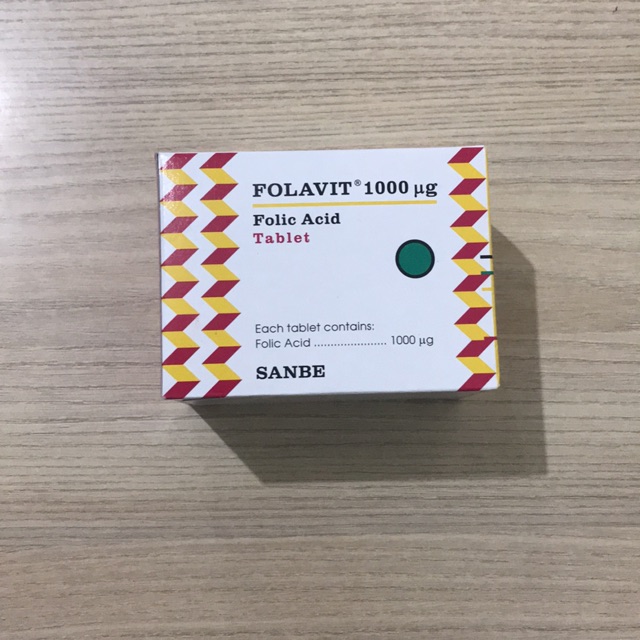 FOLAVIT® 1000 µg
Folic Acid
Tablet
Each tablet contains:
Folic Acid ...................... 1000 µg
SANBE